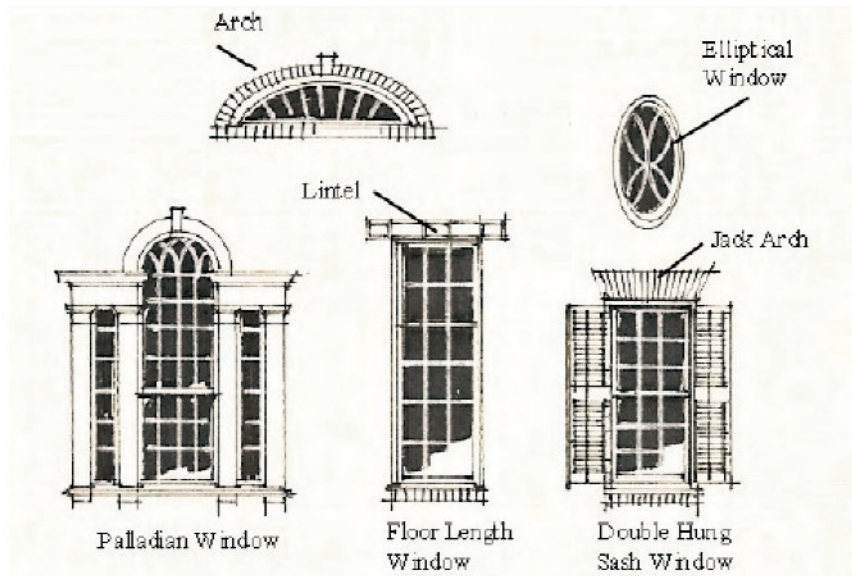 Arch
Elliptical
Window
Lintel
Jack Arch
Palladian Window
Floor Length
Window
Double Hung
Sash Window